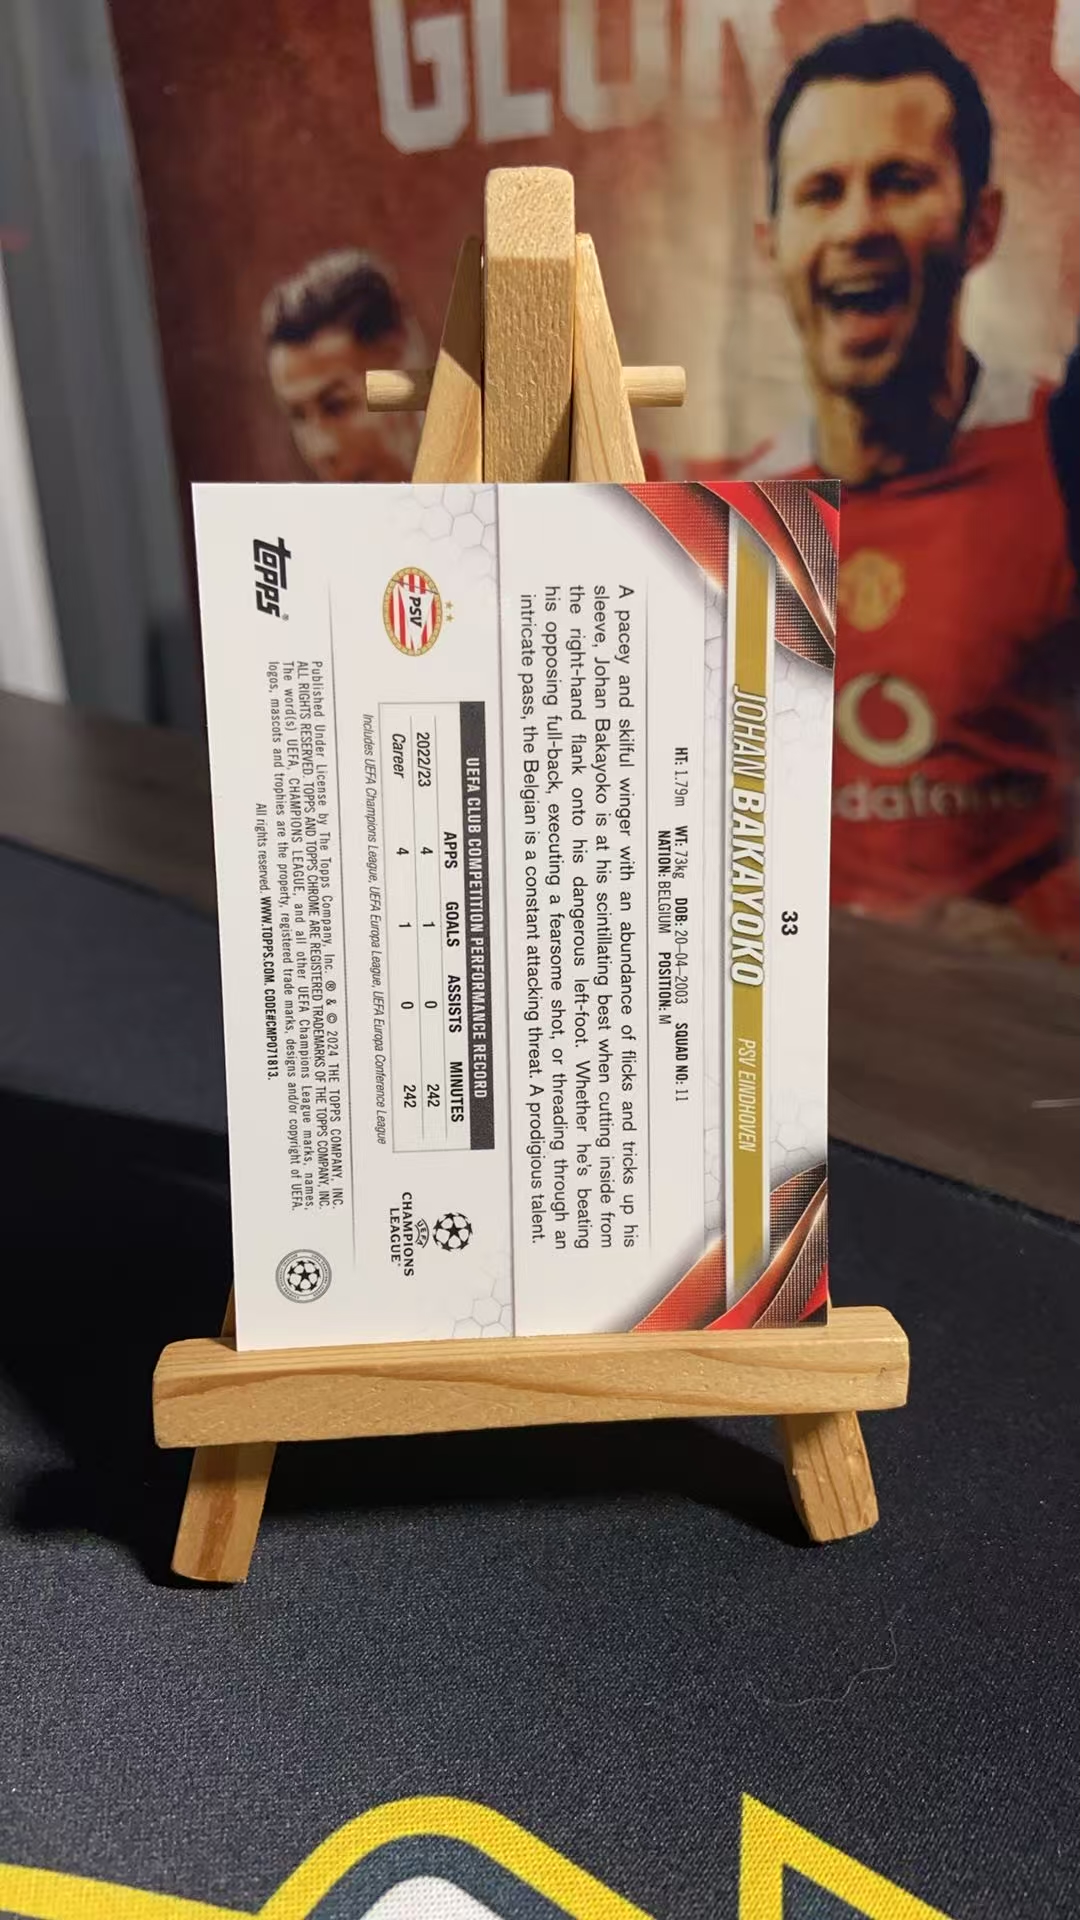 GLORY
33
JOHAN BAKAYOKO PSV EINDHOVEN
HT: 1.79m WT: 73kg DOB: 20-04-2003 SQUAD NO: 11
NATION: BELGIUM POSITION: M
A pacey and skilful winger with an abundance of flicks and tricks up his
sleeve, Johan Bakayoko is at his scintillating best when cutting inside from
the right-hand flank onto his dangerous left-foot. Whether he's beating
his opposing full-back, executing a fearsome shot, or threading through an
intricate pass, the Belgian is a constant attacking threat. A prodigious talent.
PSV
UEFA CLUB COMPETITION PERFORMANCE RECORD
APPS GOALS ASSISTS MINUTES
2022/23 4 1 0 242
Career 4 1 0 242
Includes UEFA Champions League, UEFA Europa League, UEFA Europa Conference League
UEFA
CHAMPIONS
LEAGUE
topps®
Published Under License by The Topps Company, Inc. ® & © 2024 THE TOPPS COMPANY, INC.
ALL RIGHTS RESERVED. TOPPS AND TOPPS CHROME ARE REGISTERED TRADEMARKS OF THE TOPPS COMPANY, INC.
The word(s) UEFA, CHAMPIONS LEAGUE, and all other UEFA Champions League marks, names,
logos, mascots and trophies are the property, registered trade marks, designs and/or copyright of UEFA.
All rights reserved. WWW.TOPPS.COM. CODE#CMP071813.
vodafone